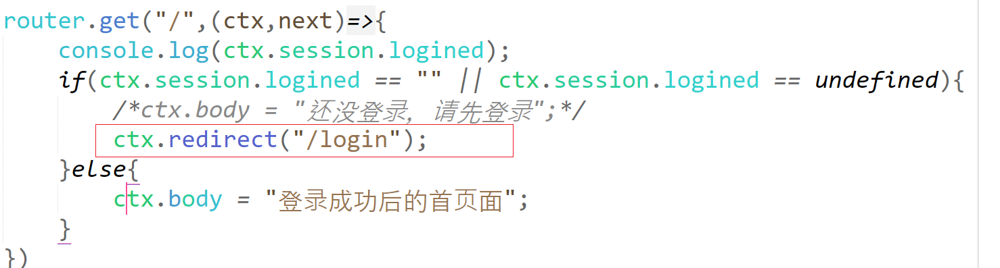 router.get("/",(ctx,next)=>{
console.log(ctx.session.logined);
if(ctx.session.logined == "" || ctx.session.logined == undefined){
/*ctx.body = "还没登录，请先登录";*/
ctx.redirect("/login");
}else{
ctx.body = "登录成功后的首页面";
}
})